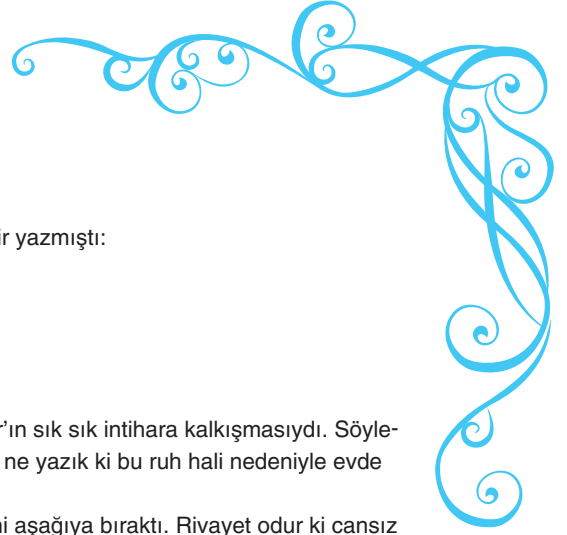 ir yazmıştı:
r’ın sık sık intihara kalkışmasıydı. Söyle-
ne yazık ki bu ruh hali nedeniyle evde
ni aşağıya bıraktı. Rivayet odur ki cansız